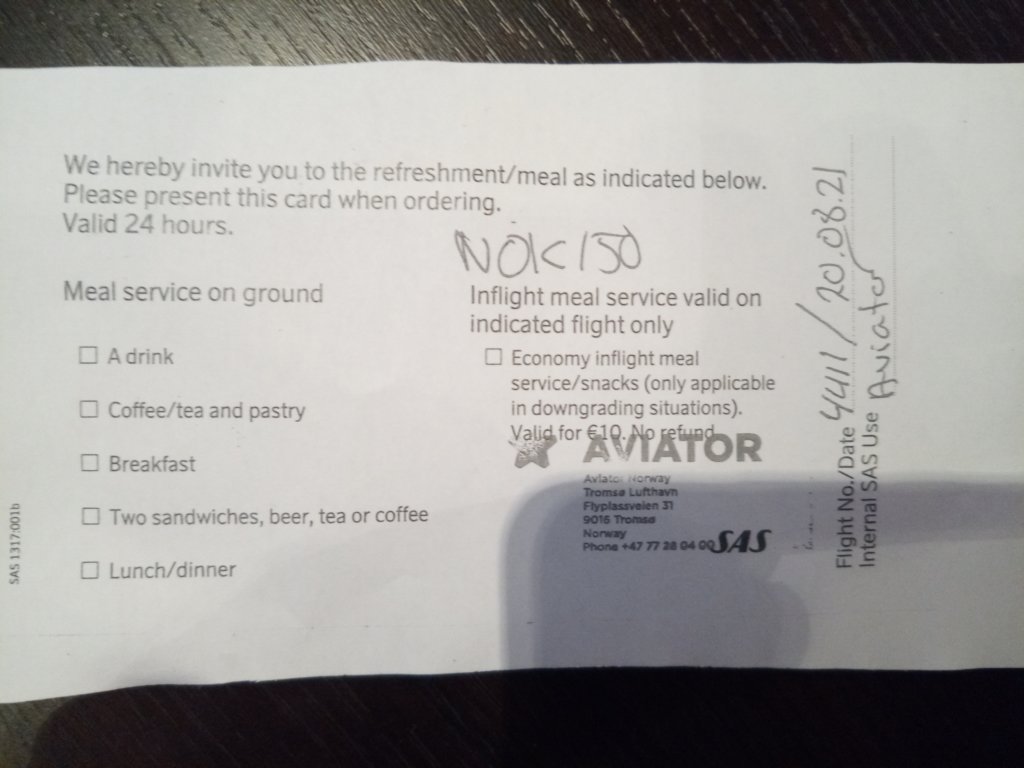 We hereby invite you to the refreshment/meal as indicated below.
Please present this card when ordering.
Valid 24 hours.
NOK 150
Meal service on ground
A drink
Coffee/tea and pastry
Breakfast
Two sandwiches, beer, tea or coffee
Lunch/dinner
Inflight meal service valid on
indicated flight only
Economy inflight meal
service/snacks (only applicable
in downgrading situations).
Valid for €10. No refund
AVIATOR
Aviator Norway
Tromsø Lufthavn
Flyplassveien 31
9016 Tromsø
Norway
Phone +47 77 28 04 00
SAS
Flight No./Date 4411/20.08.21
Internal SAS Use Aviator
SAS 1317:001b